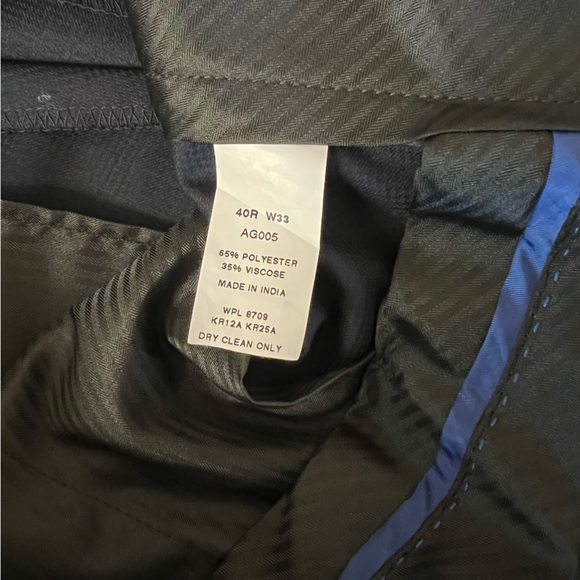 40R W33
AG005
65% POLYESTER
35% VISCOSE
MADE IN INDIA
WPL 8709
KR12A KR25A
DRY CLEAN ONLY